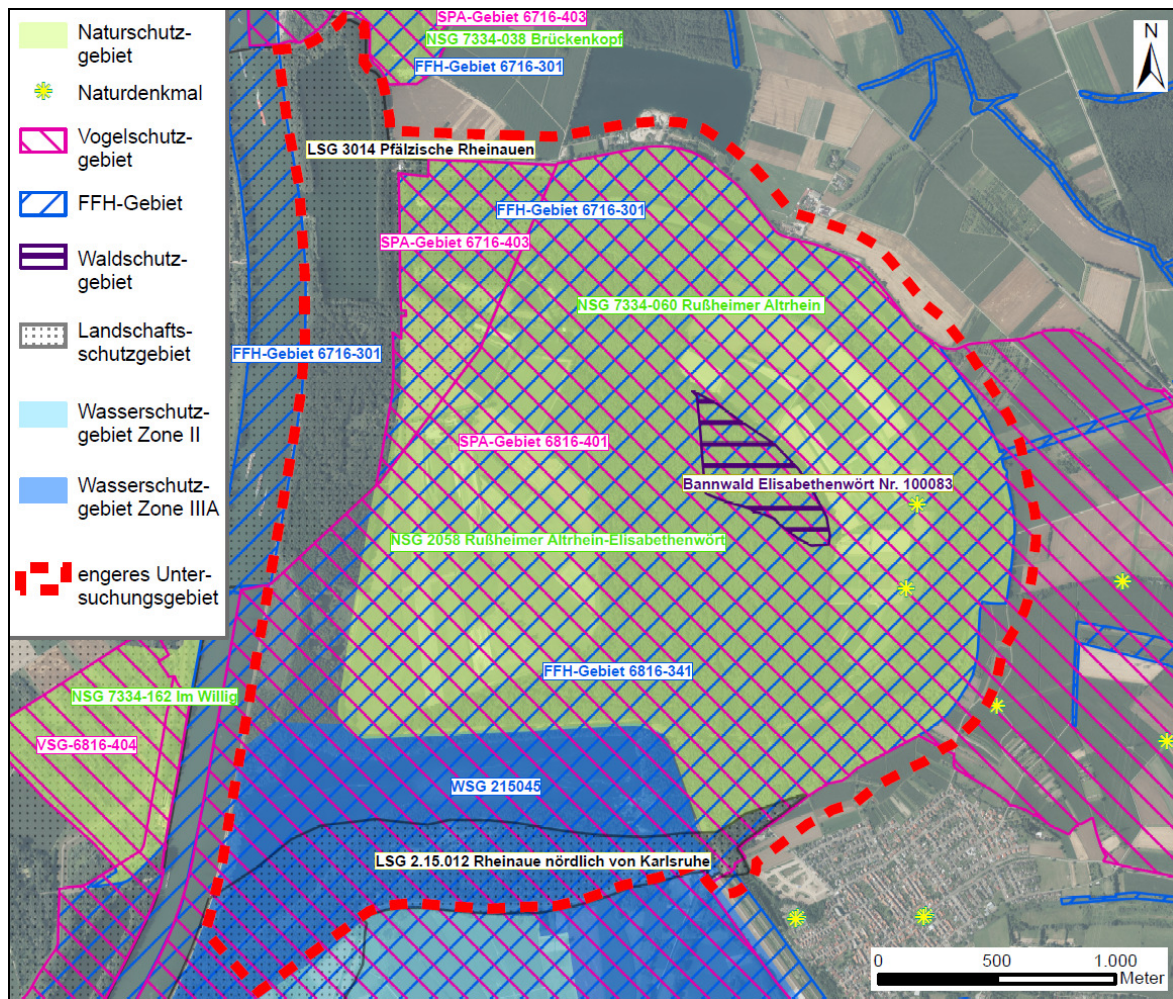 Naturschutz-
gebiet
Naturdenkmal
Vogelschutz-
gebiet
FFH-Gebiet
Waldschutz-
gebiet
Landschafts-
schutzgebiet
Wasserschutz-
gebiet Zone II
Wasserschutz-
gebiet Zone IIIA
engeres Unter-
suchungsgebiet
SPA-Gebiet 6716-403
NSG 7334-038 Brückenkopf
FFH-Gebiet 6716-301
N
LSG 3014 Pfälzische Rheinauen
FFH-Gebiet 6716-301
SPA-Gebiet 6716-403
NSG 7334-060 Rußheimer Altrhein
FFH-Gebiet 6716-301
SPA-Gebiet 6816-401
Bannwald Elisabethenwört Nr. 100083
NSG 2058 Rußheimer Altrhein-Elisabethenwört
FFH-Gebiet 6816-341
NSG 7334-162 Im Willig
VSG-6816-404
WSG 215045
LSG 2.15.012 Rheinaue nördlich von Karlsruhe
0 500 1.000
Meter